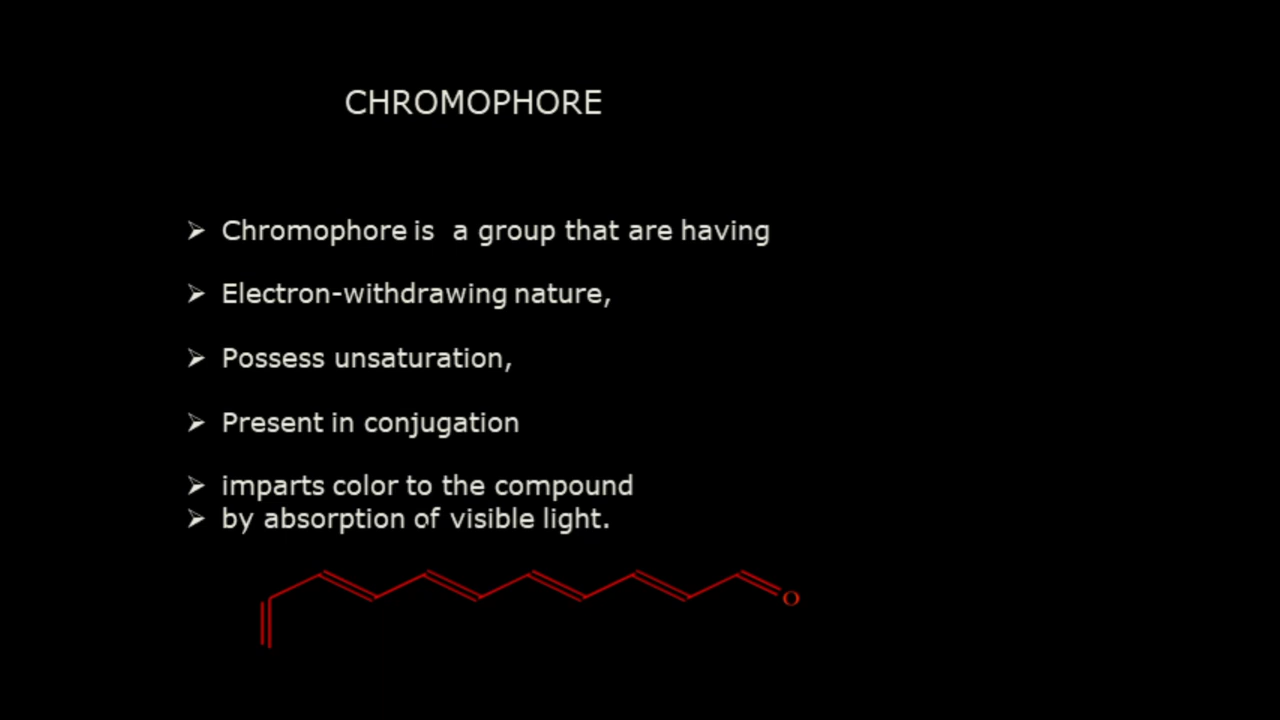 CHROMOPHORE
➢ Chromophore is a group that are having
➢ Electron-withdrawing nature,
➢ Possess unsaturation,
➢ Present in conjugation
➢ imparts color to the compound
➢ by absorption of visible light.
O